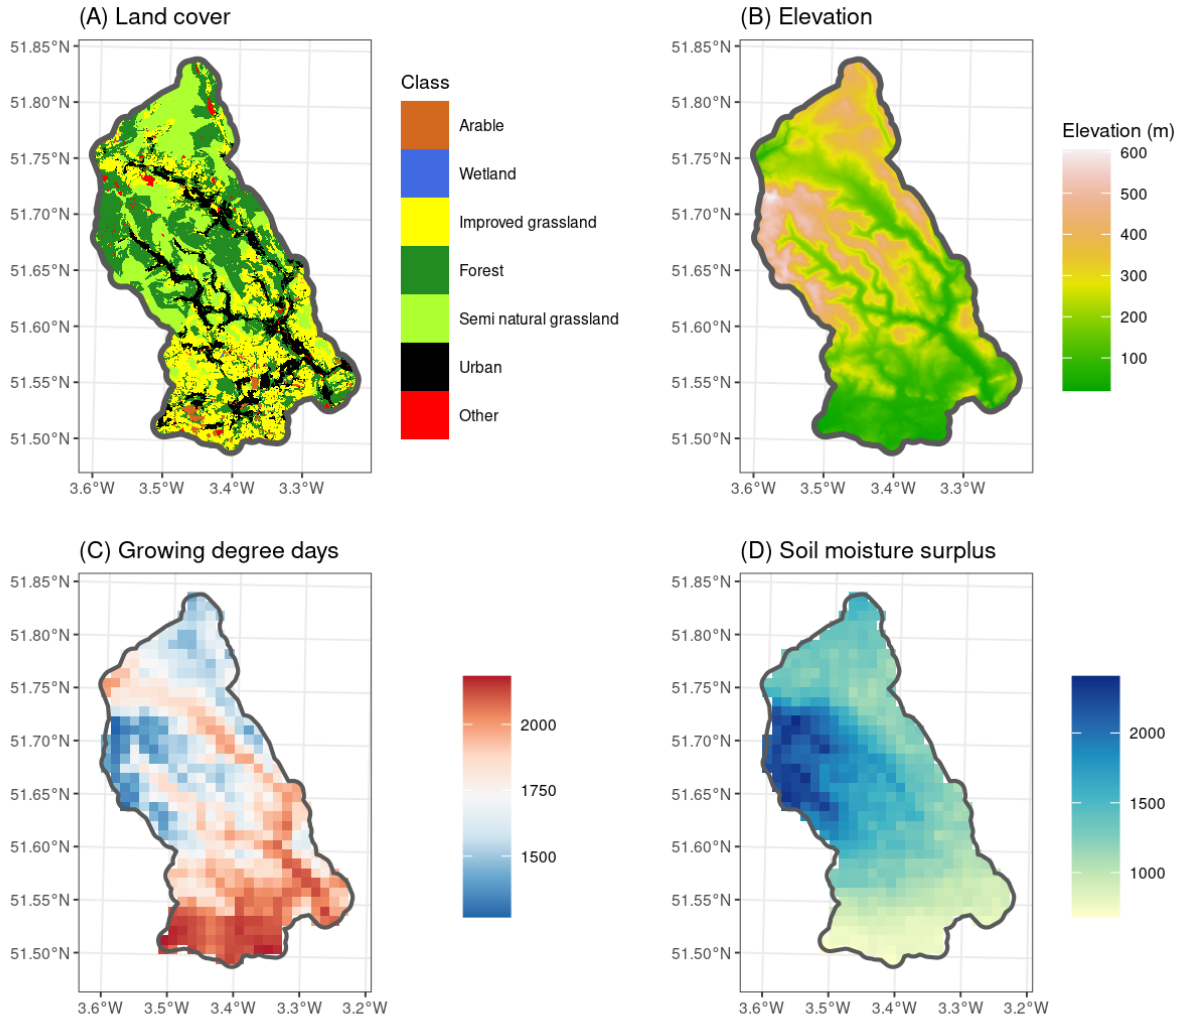 (A) Land cover
51.85°N
51.80°N
51.75°N
51.70°N
51.65°N
51.60°N
51.55°N
51.50°N
3.6°W 3.5°W 3.4°W 3.3°W
Class
Arable
Wetland
Improved grassland
Forest
Semi natural grassland
Urban
Other
(B) Elevation
51.85°N
51.80°N
51.75°N
51.70°N
51.65°N
51.60°N
51.55°N
51.50°N
3.6°W 3.5°W 3.4°W 3.3°W
Elevation (m)
600
500
400
300
200
100
(C) Growing degree days
51.85°N
51.80°N
51.75°N
51.70°N
51.65°N
51.60°N
51.55°N
51.50°N
3.6°W 3.5°W 3.4°W 3.3°W 3.2°W
2000
1750
1500
(D) Soil moisture surplus
51.85°N
51.80°N
51.75°N
51.70°N
51.65°N
51.60°N
51.55°N
51.50°N
3.6°W 3.5°W 3.4°W 3.3°W 3.2°W
2000
1500
1000